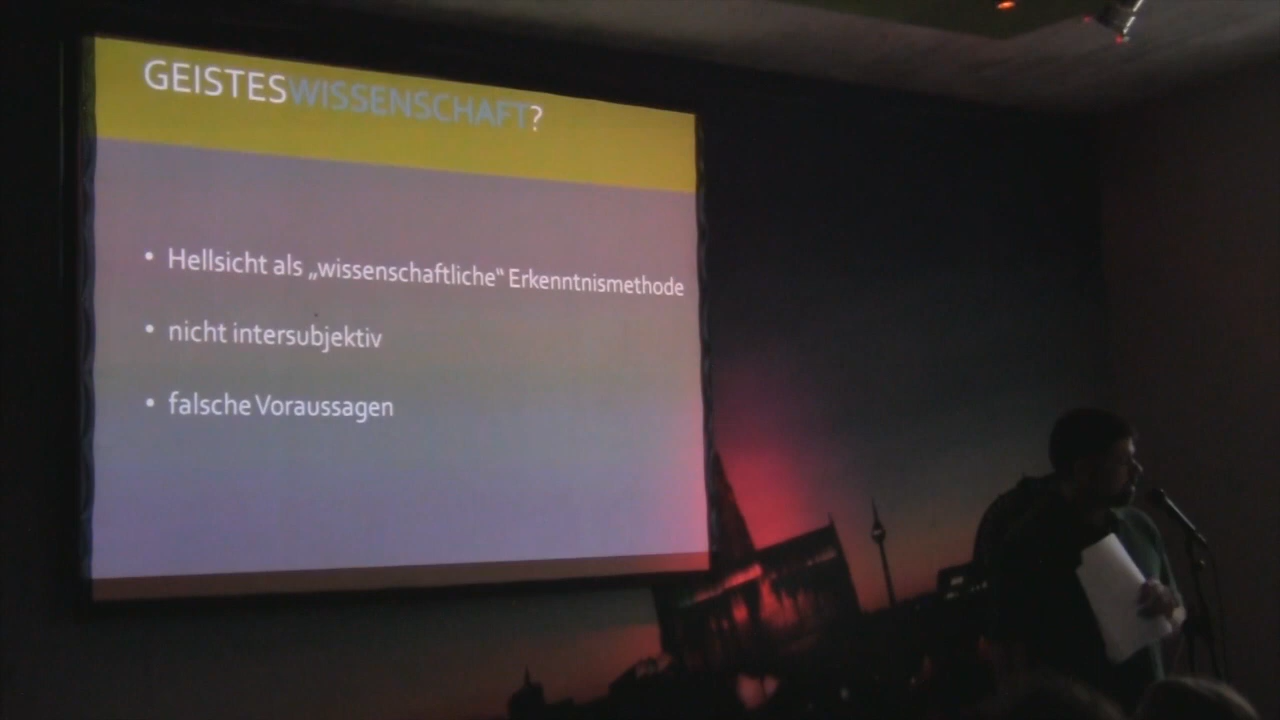 GEISTESWISSENSCHAFT?
• Hellsicht als „wissenschaftliche“ Erkenntnismethode
• nicht intersubjektiv
• falsche Voraussagen